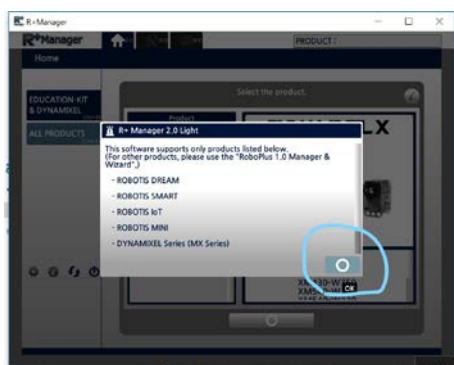 R+Manager
R+Manager
PRODUCT :
Home
Select the product.
EDUCATION KIT
& DYNAMIXEL
ALL PRODUCTS
Product
LX
R+ Manager 2.0 Light
This software supports only products listed below.
(For other products, please use the "RoboPlus 1.0 Manager &
Wizard".)
- ROBOTIS DREAM
- ROBOTIS SMART
- ROBOTIS IoT
- ROBOTIS MINI
- DYNAMIXEL Series (MX Series)
OK